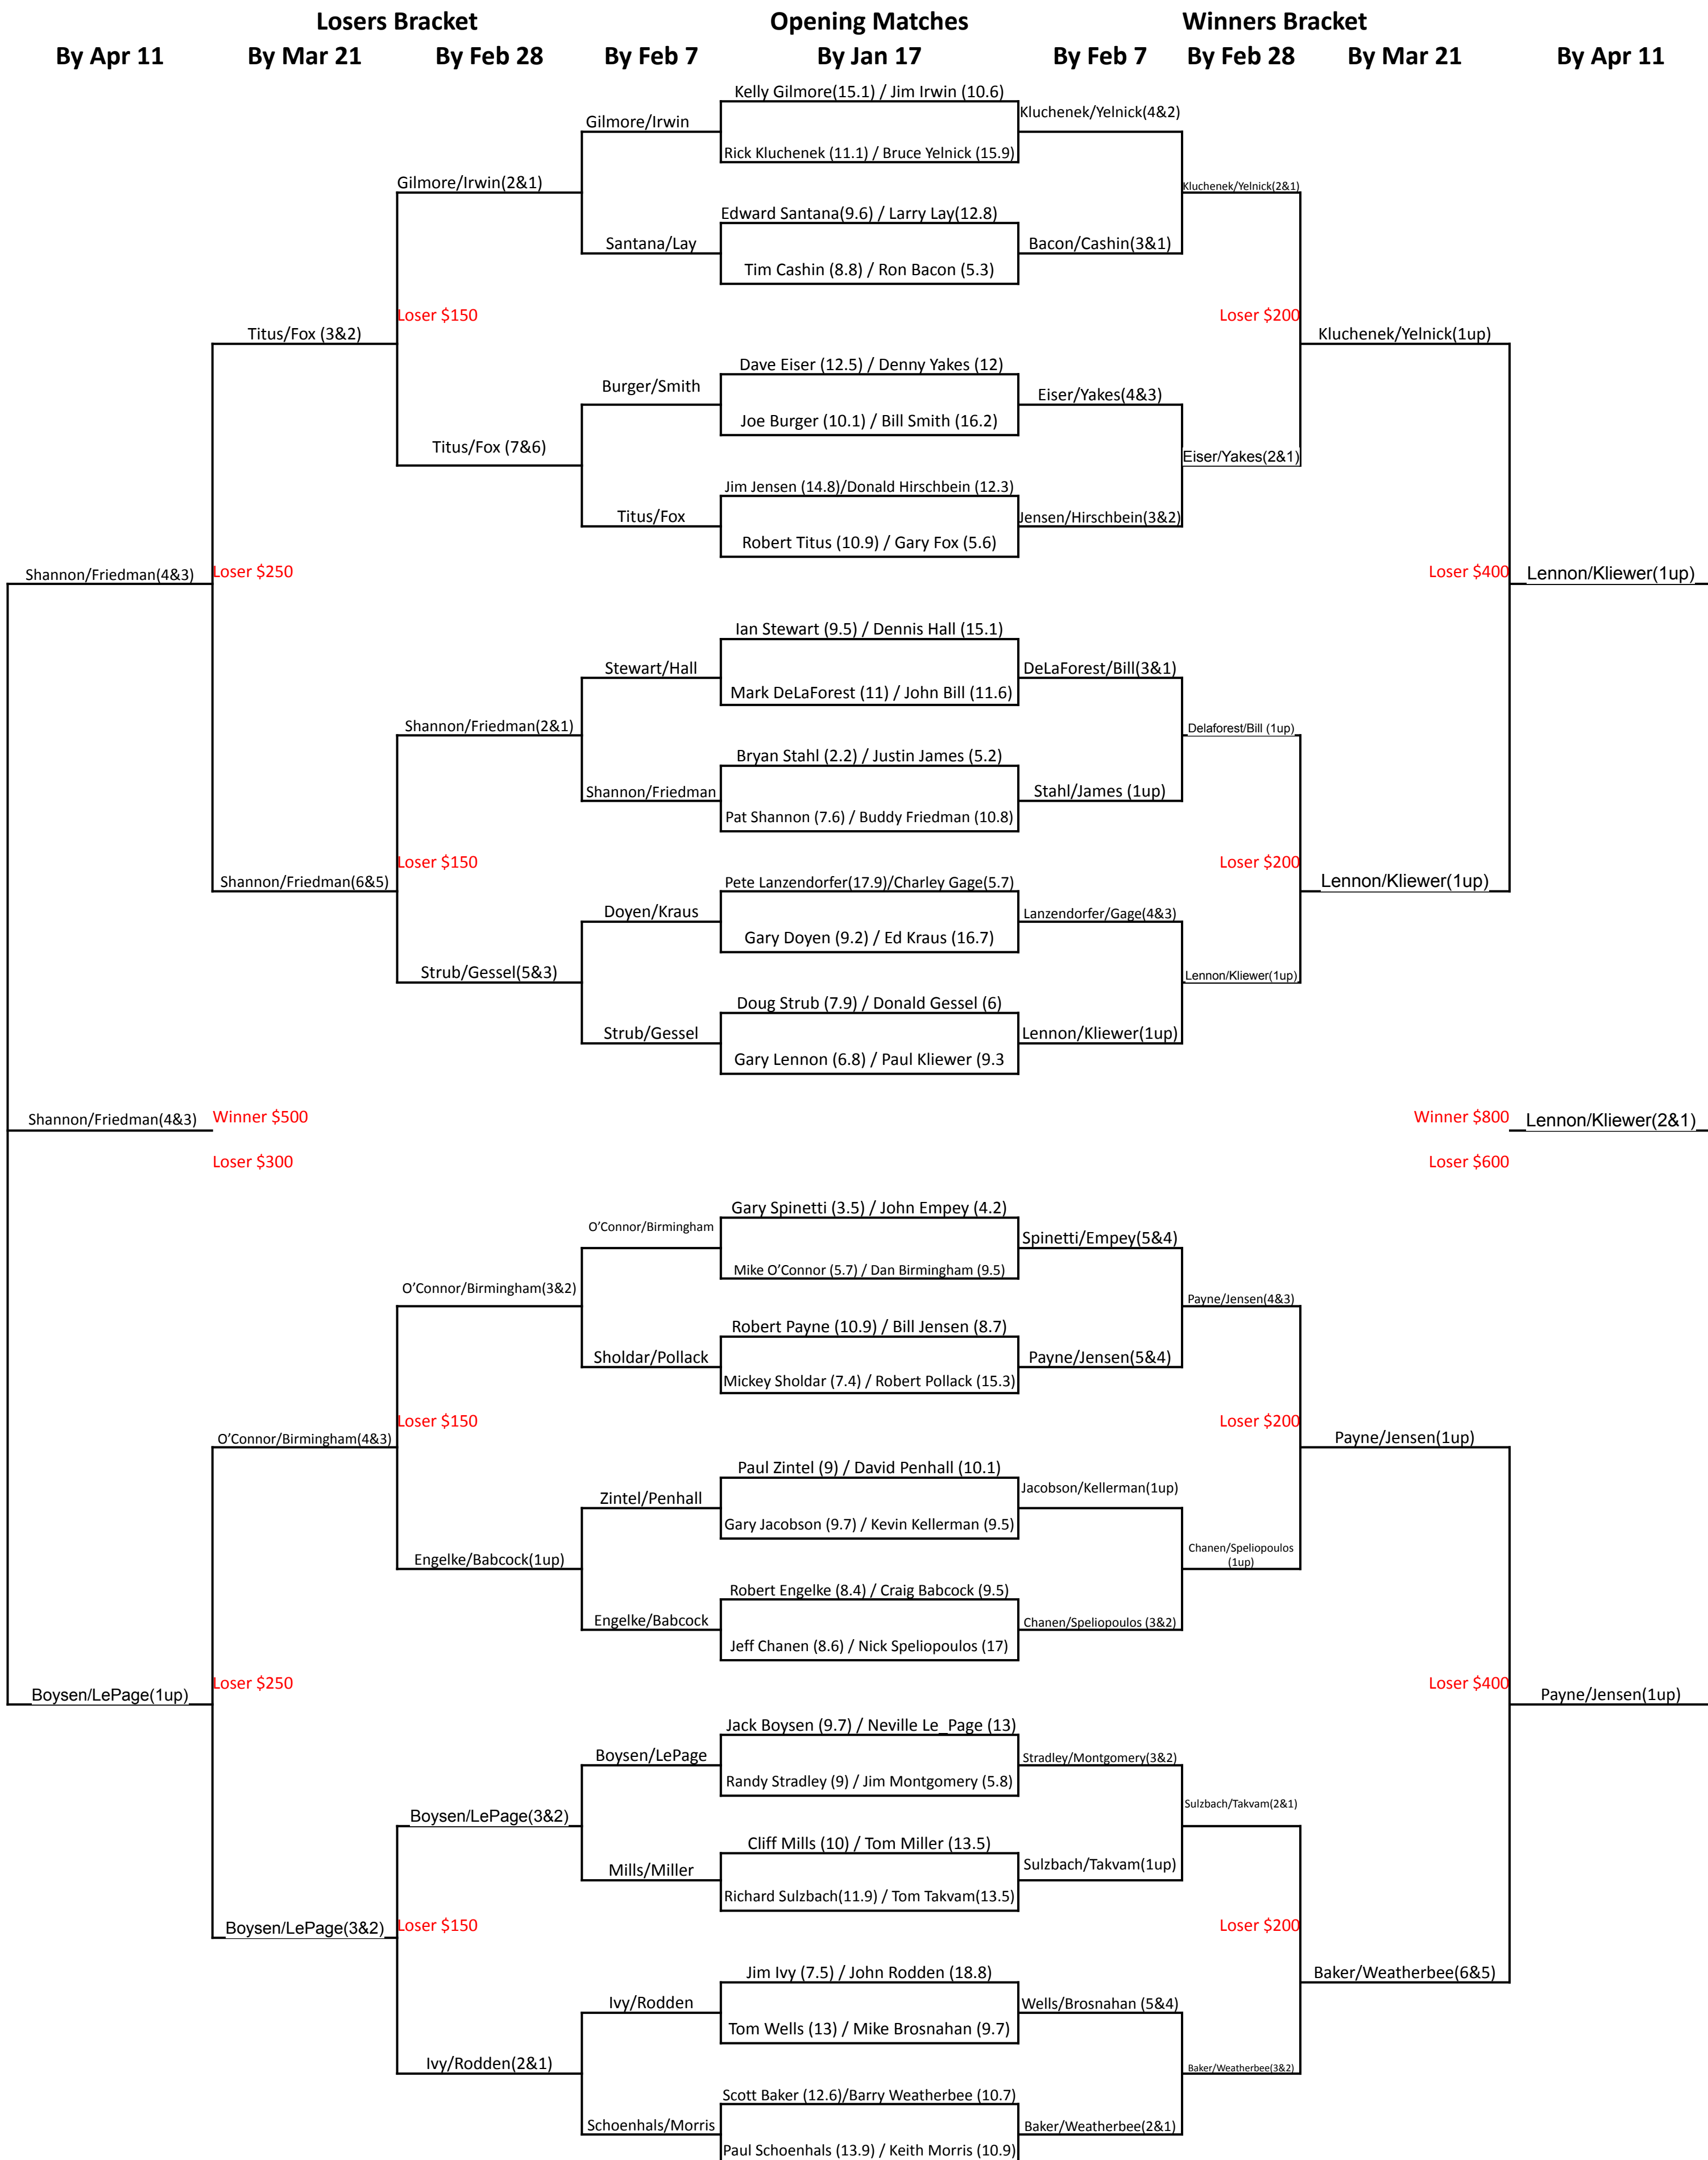 Losers Bracket Opening Matches Winners Bracket
By Apr 11 By Mar 21 By Feb 28 By Feb 7 By Jan 17 By Feb 7 By Feb 28 By Mar 21 By Apr 11
Kelly Gilmore(15.1) / Jim Irwin (10.6)
Gilmore/Irwin Kluchenek/Yelnick(4&2)
Rick Kluchenek (11.1) / Bruce Yelnick (15.9)
Gilmore/Irwin(2&1) Kluchenek/Yelnick(2&1)
Edward Santana(9.6) / Larry Lay(12.8)
Santana/Lay Bacon/Cashin(3&1)
Tim Cashin (8.8) / Ron Bacon (5.3)
Loser $150 Loser $200
Titus/Fox (3&2) Kluchenek/Yelnick(1up)
Dave Eiser (12.5) / Denny Yakes (12)
Burger/Smith Eiser/Yakes(4&3)
Joe Burger (10.1) / Bill Smith (16.2)
Titus/Fox (7&6) Eiser/Yakes(2&1)
Jim Jensen (14.8)/Donald Hirschbein (12.3)
Titus/Fox Jensen/Hirschbein(3&2)
Robert Titus (10.9) / Gary Fox (5.6)
Shannon/Friedman(4&3) Loser $250 Loser $400 Lennon/Kliewer(1up)
Ian Stewart (9.5) / Dennis Hall (15.1)
Stewart/Hall DeLaForest/Bill(3&1)
Mark DeLaForest (11) / John Bill (11.6)
Shannon/Friedman(2&1) Delaforest/Bill (1up)
Bryan Stahl (2.2) / Justin James (5.2)
Shannon/Friedman Stahl/James (1up)
Pat Shannon (7.6) / Buddy Friedman (10.8)
Loser $150 Loser $200
Shannon/Friedman(6&5) Pete Lanzendorfer(17.9)/Charley Gage(5.7) Lennon/Kliewer(1up)
Doyen/Kraus Lanzendorfer/Gage(4&3)
Gary Doyen (9.2) / Ed Kraus (16.7)
Strub/Gessel(5&3) Lennon/Kliewer(1up)
Doug Strub (7.9) / Donald Gessel (6)
Strub/Gessel Lennon/Kliewer(1up)
Gary Lennon (6.8) / Paul Kliewer (9.3
Shannon/Friedman(4&3) Winner $500 Winner $800 Lennon/Kliewer(2&1)
Loser $300 Loser $600
Gary Spinetti (3.5) / John Empey (4.2)
O'Connor/Birmingham Spinetti/Empey(5&4)
Mike O'Connor (5.7) / Dan Birmingham (9.5)
O'Connor/Birmingham(3&2) Payne/Jensen(4&3)
Robert Payne (10.9) / Bill Jensen (8.7)
Sholdar/Pollack Payne/Jensen(5&4)
Mickey Sholdar (7.4) / Robert Pollack (15.3)
Loser $150 Loser $200
O'Connor/Birmingham(4&3) Payne/Jensen(1up)
Paul Zintel (9) / David Penhall (10.1)
Zintel/Penhall Jacobson/Kellerman(1up)
Gary Jacobson (9.7) / Kevin Kellerman (9.5)
Engelke/Babcock(1up) Chanen/Speliopoulos
(1up)
Robert Engelke (8.4) / Craig Babcock (9.5)
Engelke/Babcock Chanen/Speliopoulos (3&2)
Jeff Chanen (8.6) / Nick Speliopoulos (17)
Boysen/LePage(1up) Loser $250 Loser $400 Payne/Jensen(1up)
Jack Boysen (9.7) / Neville Le_Page (13)
Boysen/LePage Stradley/Montgomery(3&2)
Randy Stradley (9) / Jim Montgomery (5.8)
Boysen/LePage(3&2) Sulzbach/Takvam(2&1)
Cliff Mills (10) / Tom Miller (13.5)
Mills/Miller Sulzbach/Takvam(1up)
Richard Sulzbach(11.9) / Tom Takvam(13.5)
Boysen/LePage(3&2) Loser $150 Loser $200
Jim Ivy (7.5) / John Rodden (18.8) Baker/Weatherbee(6&5)
Ivy/Rodden Wells/Brosnahan (5&4)
Tom Wells (13) / Mike Brosnahan (9.7)
Ivy/Rodden(2&1) Baker/Weatherbee(3&2)
Scott Baker (12.6)/Barry Weatherbee (10.7)
Schoenhals/Morris Baker/Weatherbee(2&1)
Paul Schoenhals (13.9) / Keith Morris (10.9)